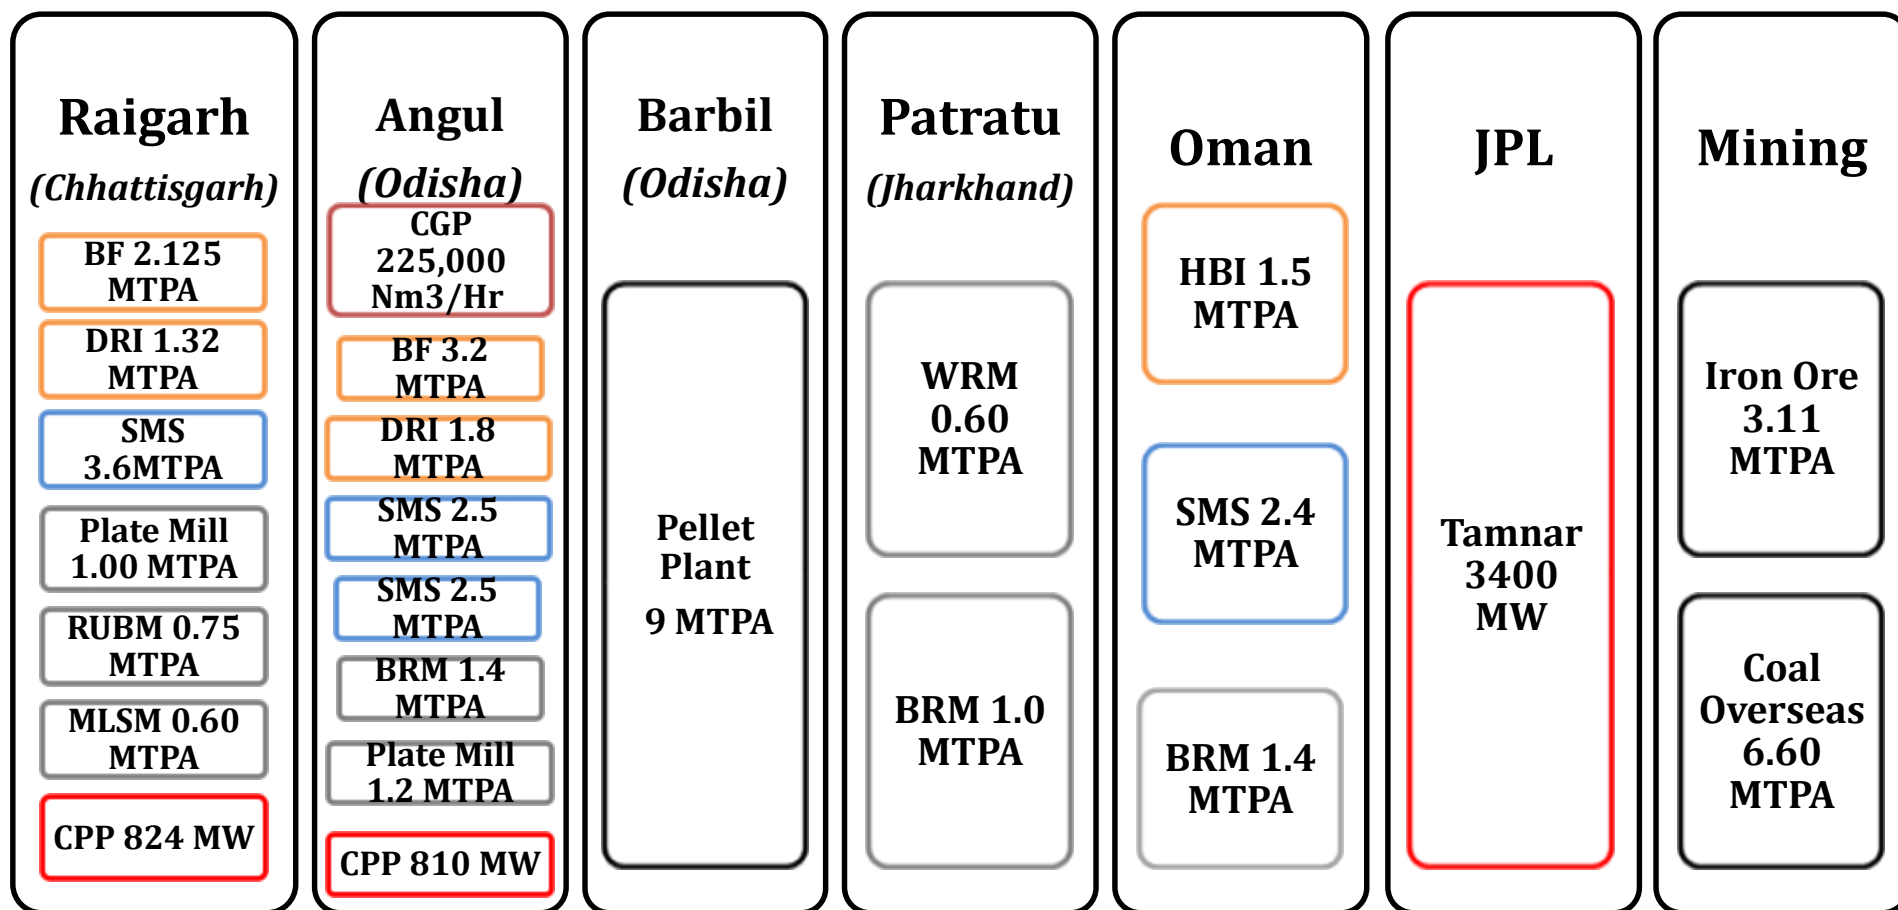 Raigarh
(Chhattisgarh)
BF 2.125
MTPA
DRI 1.32
MTPA
SMS
3.6MTPA
Plate Mill
1.00 MTPA
RUBM 0.75
MTPA
MLSM 0.60
MTPA
CPP 824 MW
Angul
(Odisha)
CGP
225,000
Nm3/Hr
BF 3.2
MTPA
DRI 1.8
MTPA
SMS 2.5
MTPA
SMS 2.5
MTPA
BRM 1.4
MTPA
Plate Mill
1.2 MTPA
CPP 810 MW
Barbil
(Odisha)
Pellet
Plant
9 MTPA
Patratu
(Jharkhand)
WRM
0.60
MTPA
BRM 1.0
MTPA
Oman
HBI 1.5
MTPA
SMS 2.4
MTPA
BRM 1.4
MTPA
JPL
Tamnar
3400
MW
Mining
Iron Ore
3.11
MTPA
Coal
Overseas
6.60
MTPA